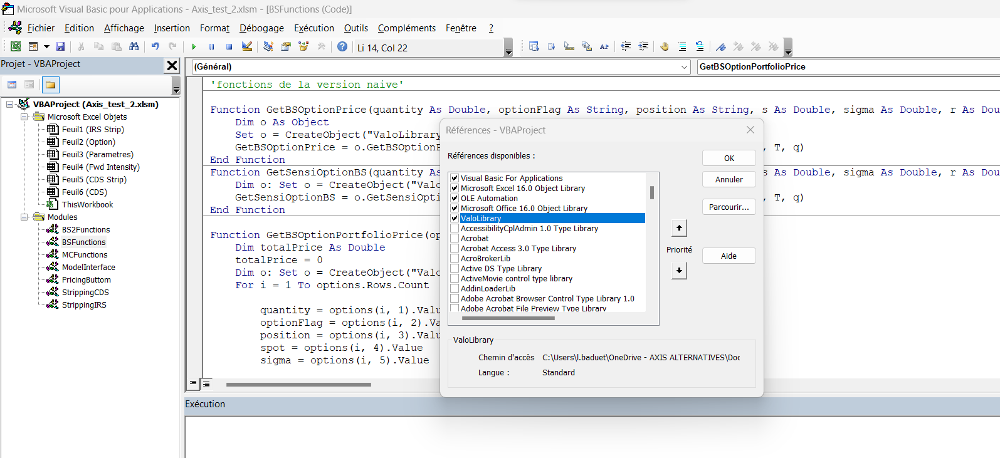 Microsoft Visual Basic pour Applications - Axis_test_2.xlsm - [BSFunctions (Code)]
Fichier Edition Affichage Insertion Format Débogage Exécution Outils Compléments Fenêtre ?
Li 14, Col 22
Projet - VBAProject
VBAProject (Axis_test_2.xlsm)
Microsoft Excel Objets
Feuil1 (IRS Strip)
Feuil2 (Option)
Feuil3 (Parametres)
Feuil4 (Fwd Intensity)
Feuil5 (CDS Strip)
Feuil6 (CDS)
ThisWorkbook
Modules
BS2Functions
BSFunctions
MCFunctions
ModelInterface
PricingButtom
StrippingCDS
StrippingIRS
(Général)
GetBSOptionPortfolioPrice
'fonctions de la version naive'
Function GetBSOptionPrice(quantity As Double, optionFlag As String, position As String, s As Double, sigma As Double, r As Dou
Dim o As Object
Set o = CreateObject("ValoLibrary
GetBSOptionPrice = o.GetBSOptionP , T, q)
End Function
Function GetSensiOptionBS(quantity As s As Double, sigma As Double, r As Dou
Dim o: Set o = CreateObject("Valo
GetSensiOptionBS = o.GetSensiOpti , T, q)
End Function
Function GetBSOptionPortfolioPrice(op
Dim totalPrice As Double
totalPrice = 0
Dim o: Set o = CreateObject("Valo
For i = 1 To options.Rows.Count
quantity = options(i, 1).Valu
optionFlag = options(i, 2).Va
position = options(i, 3).Valu
spot = options(i, 4).Value
sigma = options(i, 5).Value
Exécution
Références - VBAProject
Références disponibles :
Visual Basic For Applications
Microsoft Excel 16.0 Object Library
OLE Automation
Microsoft Office 16.0 Object Library
ValoLibrary
AccessibilityCplAdmin 1.0 Type Library
Acrobat
Acrobat Access 3.0 Type Library
AcroBrokerLib
Active DS Type Library
ActiveMovie control type library
AddinLoaderLib
Adobe Acrobat Browser Control Type Library 1.0
Adobe Acrobat File Preview Type Library
OK
Annuler
Parcourir...
Priorité
Aide
ValoLibrary
Chemin d'accès C:\Users\l.baduet\OneDrive - AXIS ALTERNATIVES\Doc
Langue : Standard